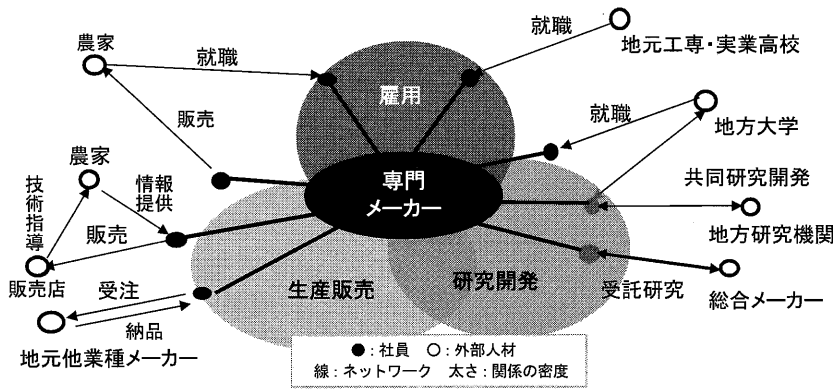 農家
就職
就職
地元工専・実業高校
雇用
販売
就職
地方大学
農家
専門
メーカー
共同研究開発
技術指導
情報
提供
地方研究機関
販売
販売店
受注
生産販売
研究開発
受託研究
総合メーカー
納品
地元他業種メーカー
●：社員 ○：外部人材
線：ネットワーク 太さ：関係の密度